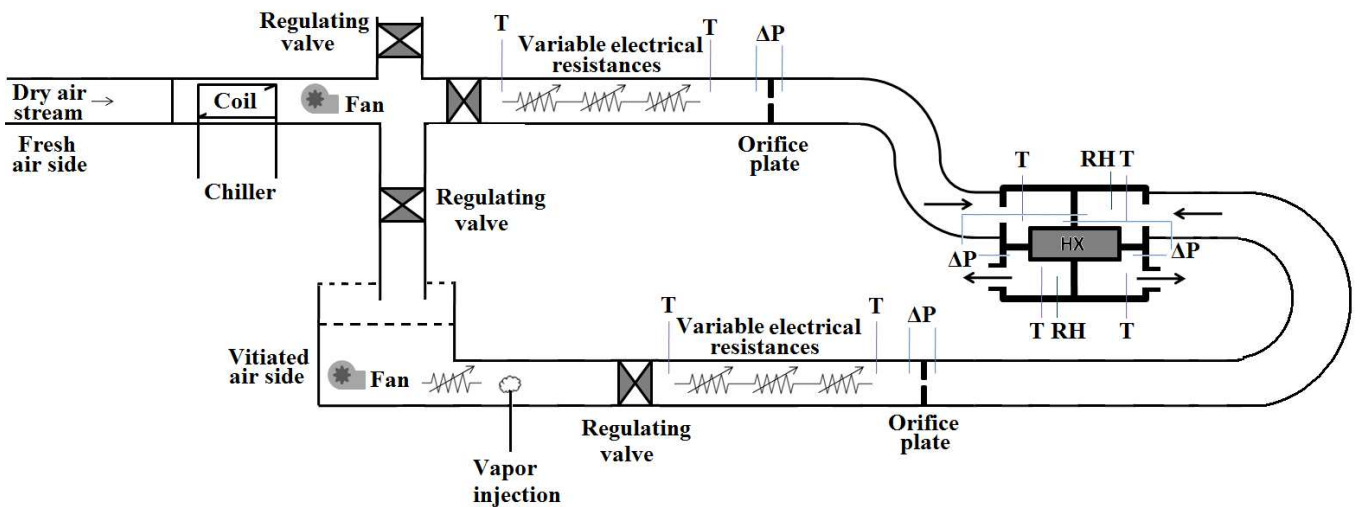 Regulating
valve
T
Variable electrical
resistances
T
ΔP
Dry air
stream
Coil
Fan
Fresh
air side
Chiller
Orifice
plate
Regulating
valve
T
RH T
HX
ΔP
ΔP
T RH
T
T
Variable electrical
resistances
T
ΔP
Vitiated
air side
Fan
Regulating
valve
Orifice
plate
Vapor
injection